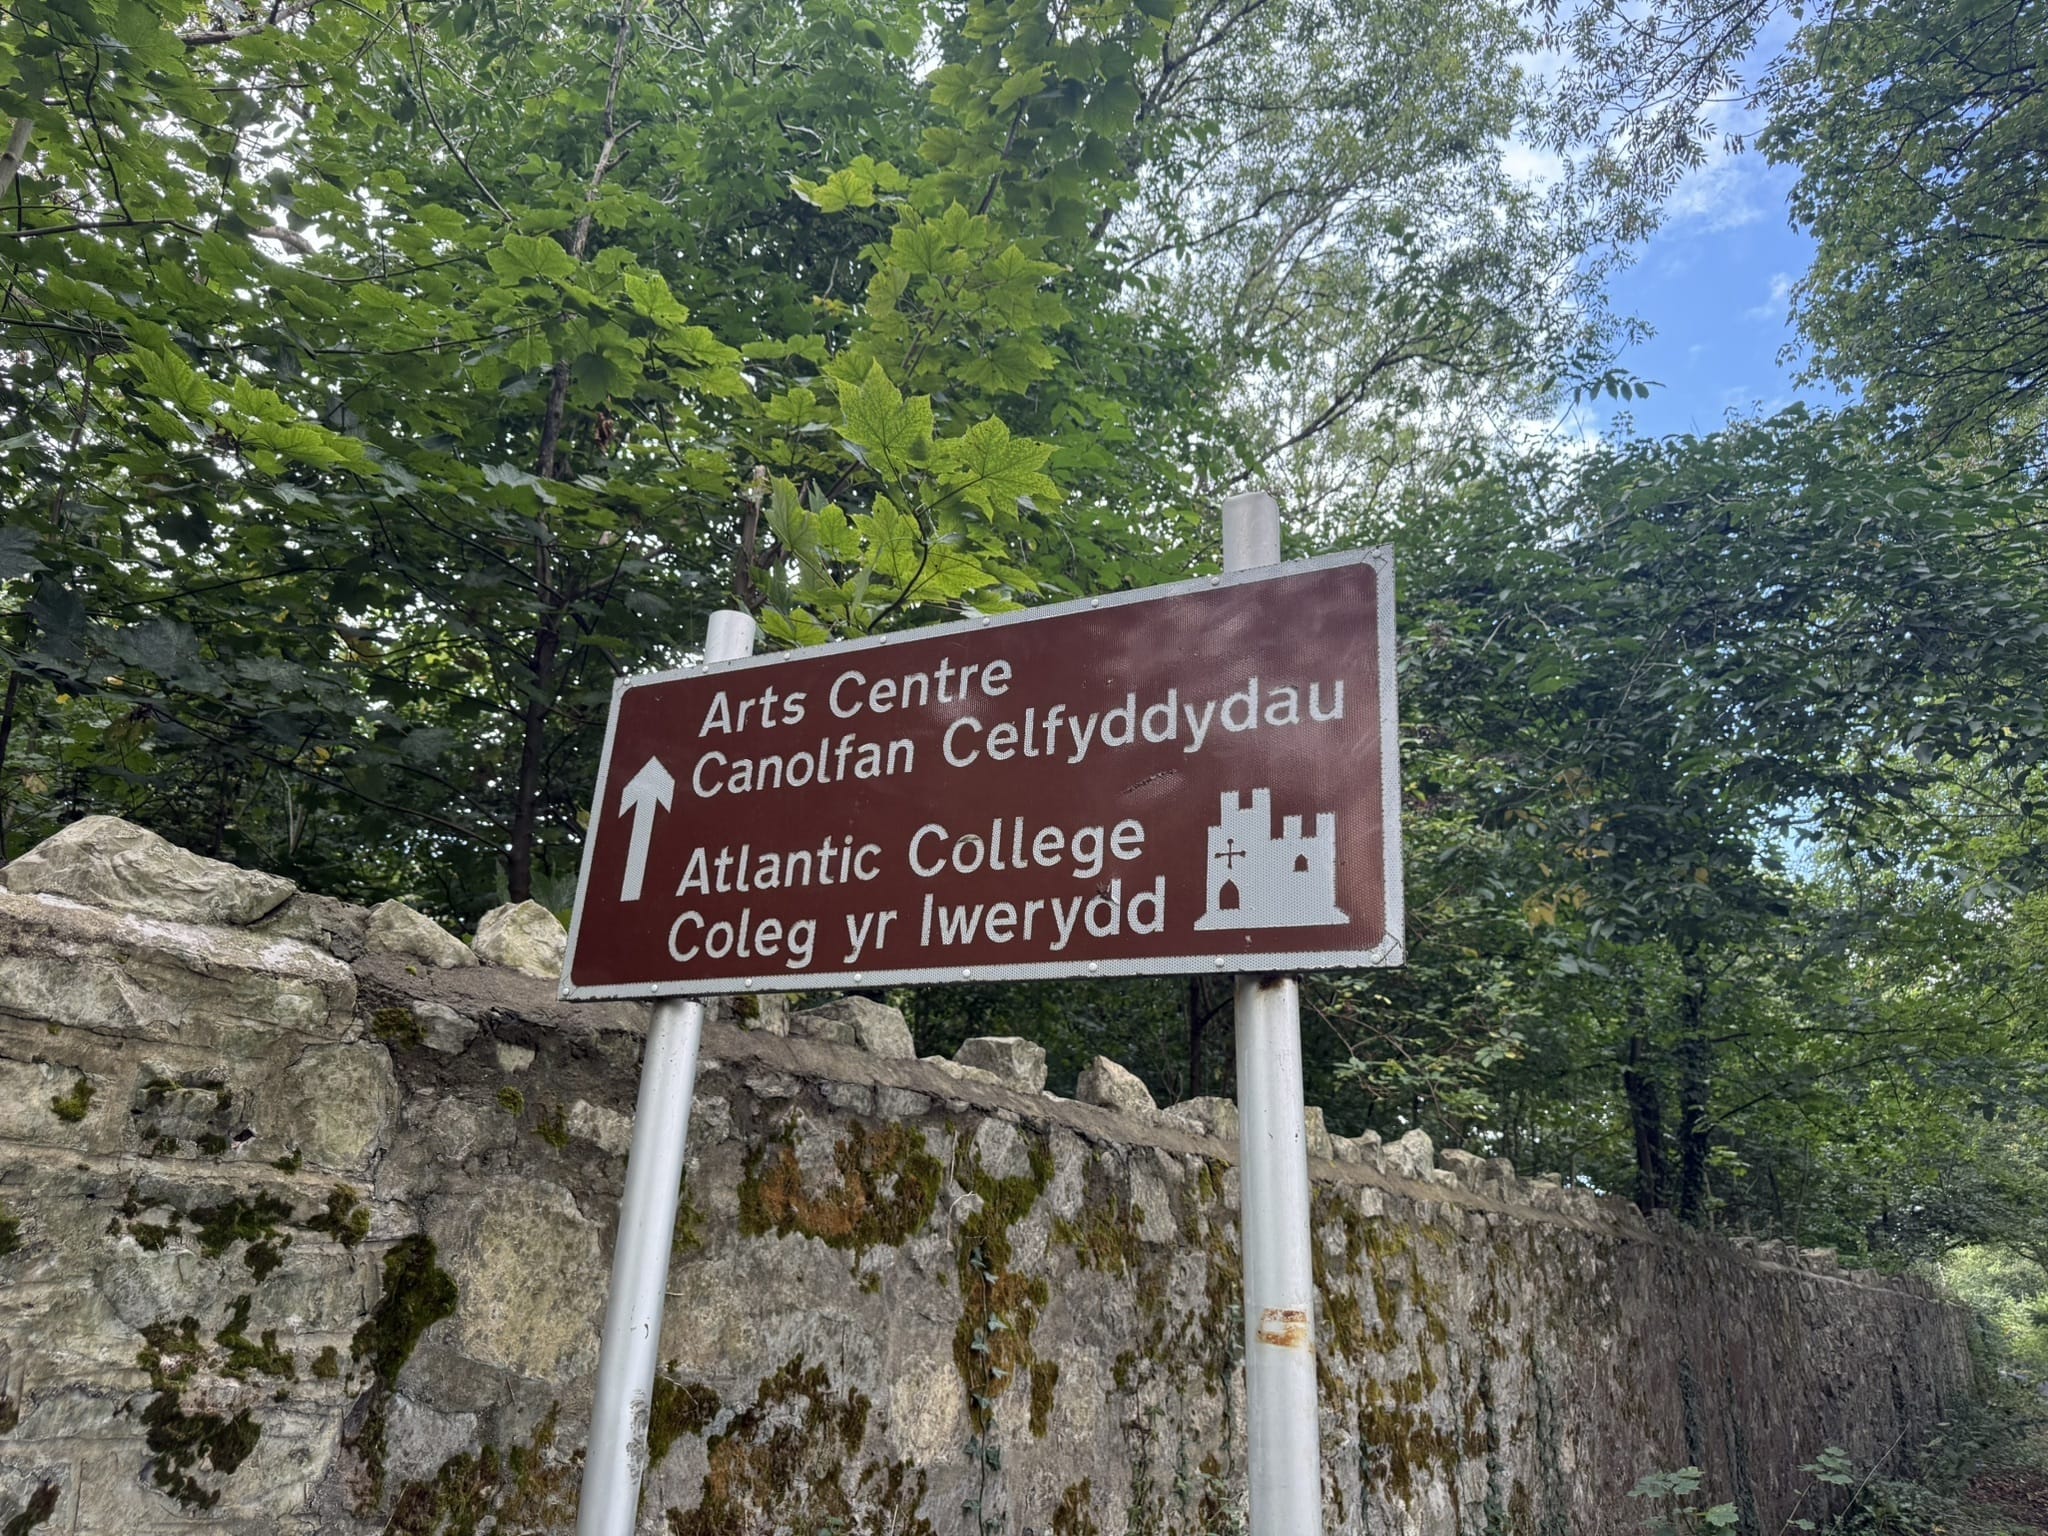 Arts Centre
Canolfan Celfyddydau
Atlantic College
Coleg yr Iwerydd